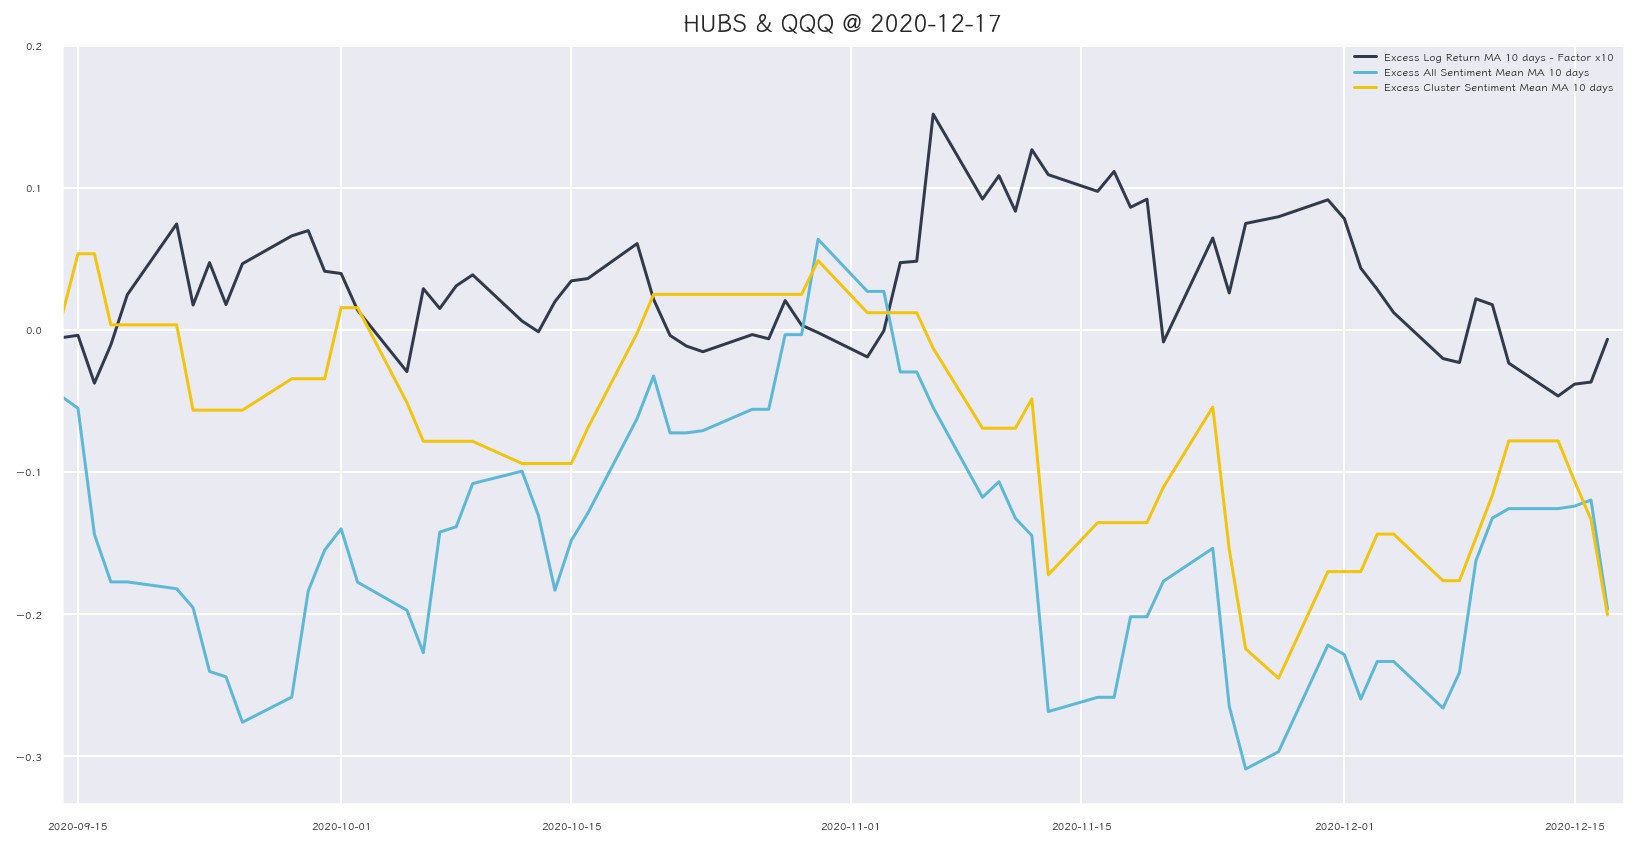 HUBS & QQQ @ 2020-12-17
Excess Log Return MA 10 days - Factor x10
Excess All Sentiment Mean MA 10 days
Excess Cluster Sentiment Mean MA 10 days
0.2
0.1
0.0
−0.1
−0.2
−0.3
2020-09-15 2020-10-01 2020-10-15 2020-11-01 2020-11-15 2020-12-01 2020-12-15